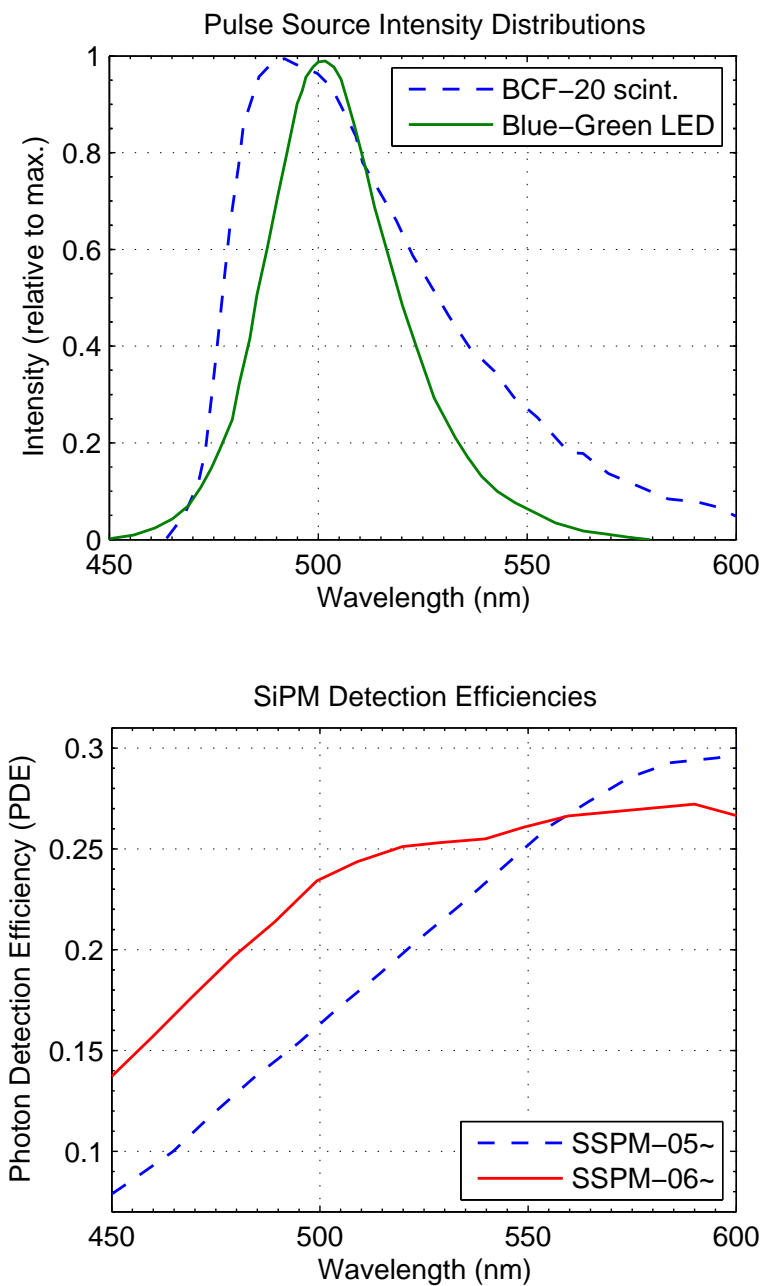 Pulse Source Intensity Distributions
1
0.8
0.6
0.4
0.2
0
Intensity (relative to max.)
BCF−20 scint.
Blue−Green LED
450 500 550 600
Wavelength (nm)
SiPM Detection Efficiencies
0.3
0.25
0.2
0.15
0.1
Photon Detection Efficiency (PDE)
SSPM−05~
SSPM−06~
450 500 550 600
Wavelength (nm)